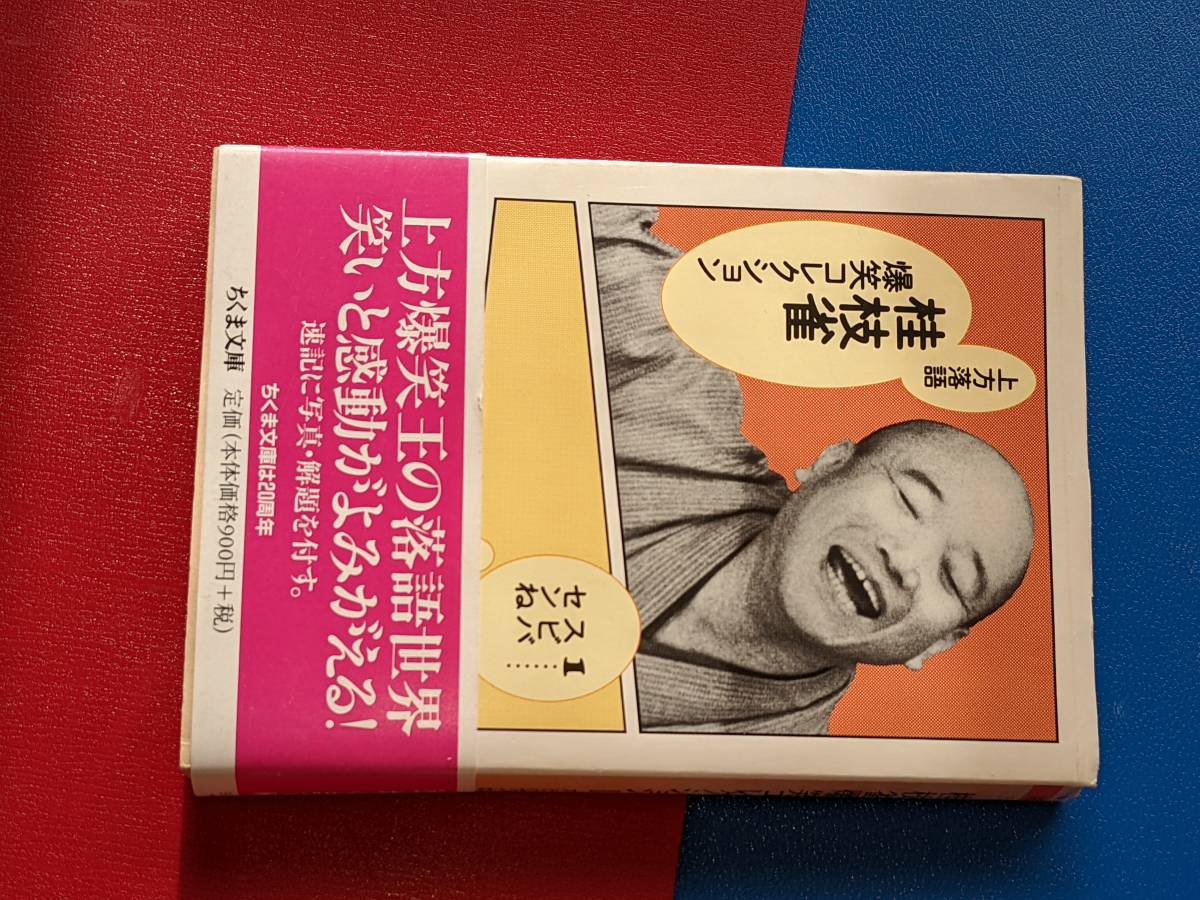 上方落語
桂枝雀
爆笑コレクション
1……
スビバ
センね
上方爆笑王の落語世界
笑いと感動がよみがえる!
速記に写真・解題を付す。
ちくま文庫は20周年
ちくま文庫 定価(本体価格900円+税)